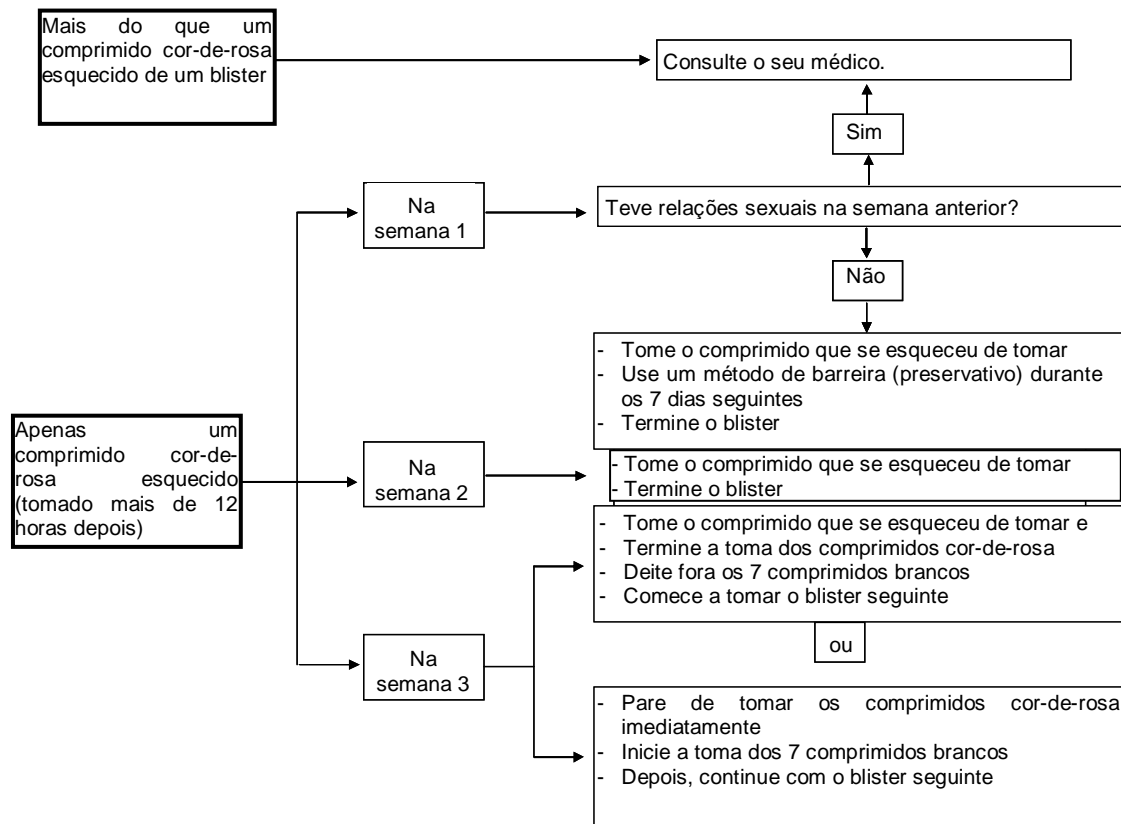 Mais do que um
comprimido cor-de-rosa
esquecido de um blister
Consulte o seu médico.
Sim
Na
semana 1
Teve relações sexuais na semana anterior?
Não
- Tome o comprimido que se esqueceu de tomar
- Use um método de barreira (preservativo) durante
os 7 dias seguintes
- Termine o blister
Apenas um
comprimido cor-de-
rosa esquecido
(tomado mais de 12
horas depois)
Na
semana 2
- Tome o comprimido que se esqueceu de tomar
- Termine o blister
- Tome o comprimido que se esqueceu de tomar e
- Termine a toma dos comprimidos cor-de-rosa
- Deite fora os 7 comprimidos brancos
- Comece a tomar o blister seguinte
ou
Na
semana 3
- Pare de tomar os comprimidos cor-de-rosa
imediatamente
- Inicie a toma dos 7 comprimidos brancos
- Depois, continue com o blister seguinte